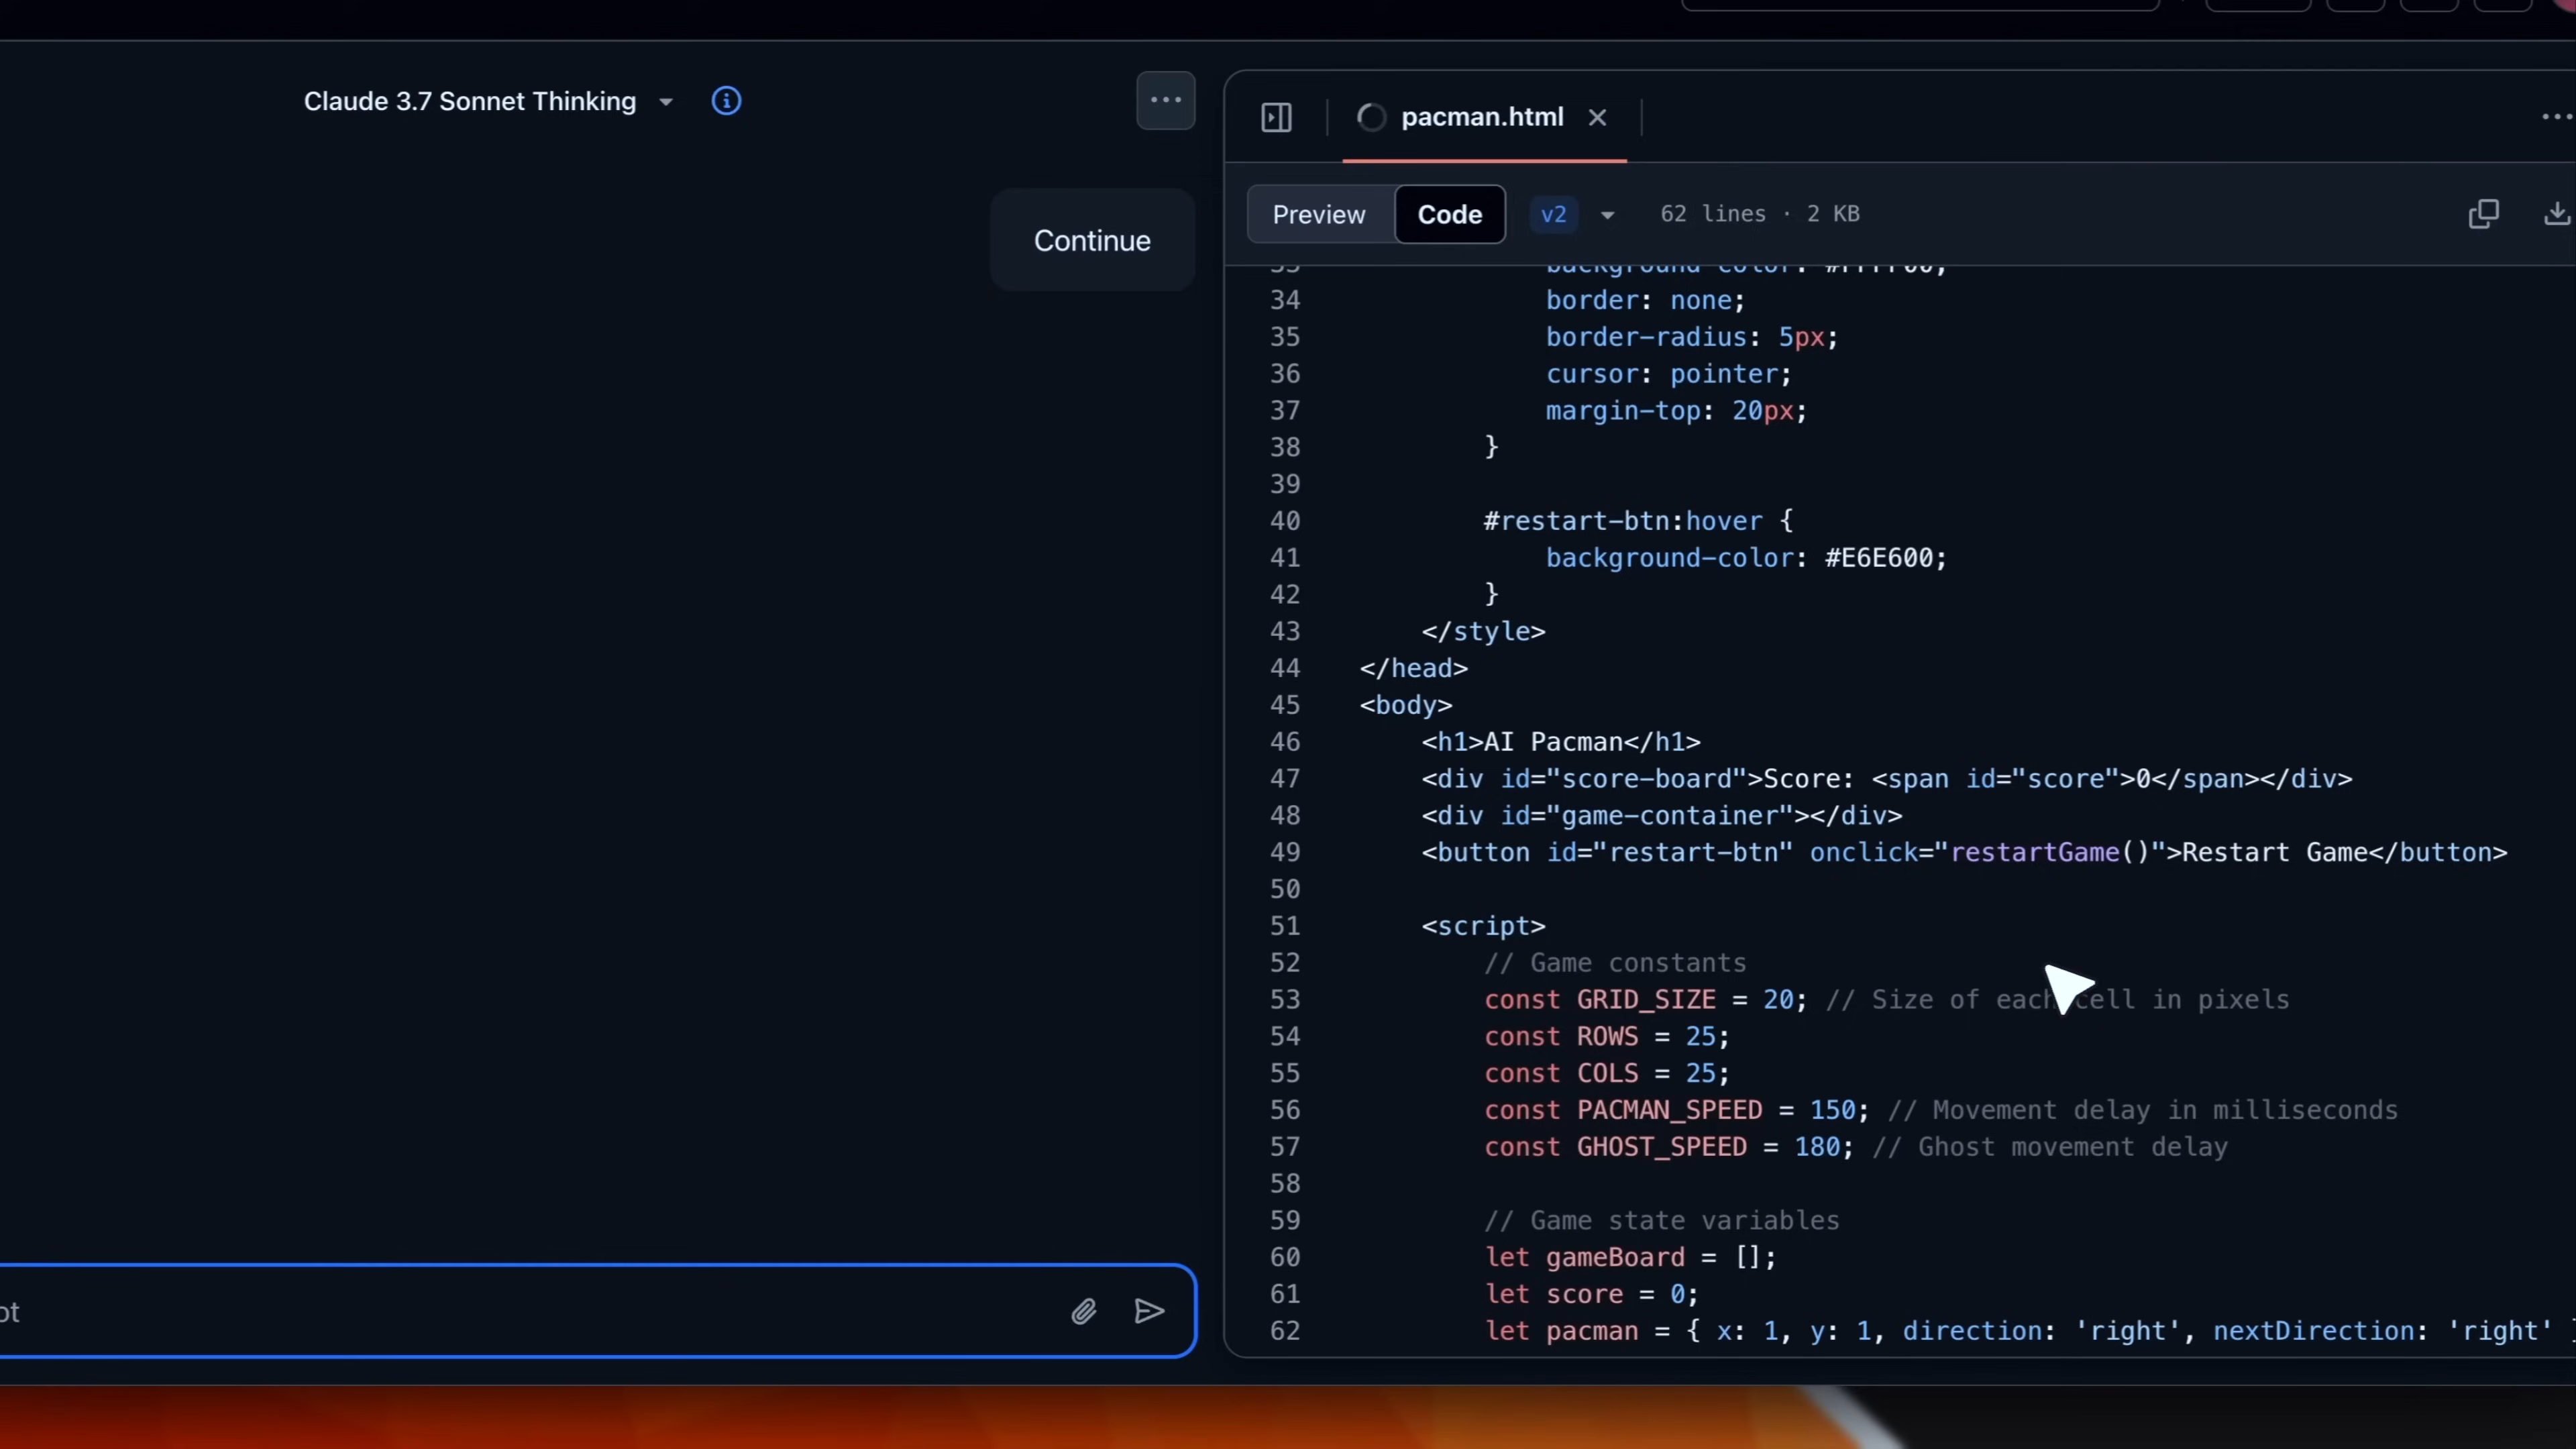 Claude 3.7 Sonnet Thinking
Continue
ot
pacman.html
Preview
Code
v2
62 lines · 2 KB
34 border: none;
35 border-radius: 5px;
36 cursor: pointer;
37 margin-top: 20px;
38 }
39
40 #restart-btn:hover {
41 background-color: #E6E600;
42 }
43 </style>
44 </head>
45 <body>
46 <h1>AI Pacman</h1>
47 <div id="score-board">Score: <span id="score">0</span></div>
48 <div id="game-container"></div>
49 <button id="restart-btn" onclick="restartGame()">Restart Game</button>
50
51 <script>
52 // Game constants
53 const GRID_SIZE = 20; // Size of each cell in pixels
54 const ROWS = 25;
55 const COLS = 25;
56 const PACMAN_SPEED = 150; // Movement delay in milliseconds
57 const GHOST_SPEED = 180; // Ghost movement delay
58
59 // Game state variables
60 let gameBoard = [];
61 let score = 0;
62 let pacman = { x: 1, y: 1, direction: 'right', nextDirection: 'right'